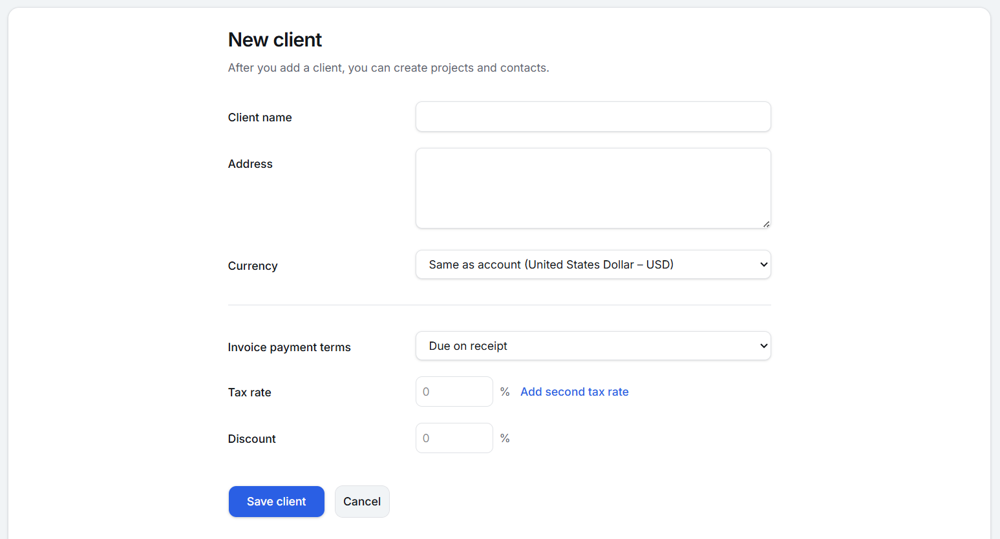 New client
After you add a client, you can create projects and contacts.
Client name
Address
Currency
Same as account (United States Dollar – USD)
Invoice payment terms
Due on receipt
Tax rate
0 % Add second tax rate
Discount
0 %
Save client
Cancel